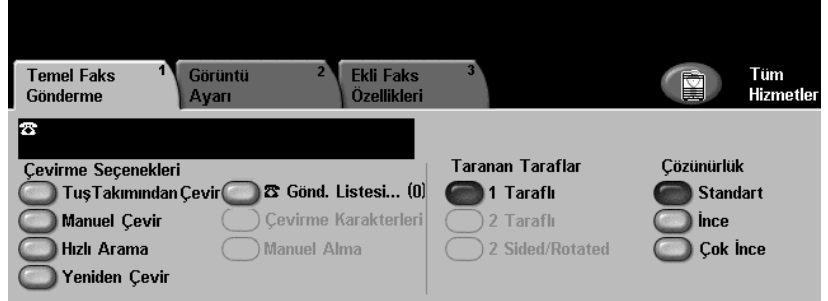 Temel Faks 1
Gönderme
Görüntü 2
Ayarı
Ekli Faks 3
Özellikleri
Tüm
Hizmetler
Çevirme Seçenekleri
Tuş Takımından Çevir
Manuel Çevir
Hızlı Arama
Yeniden Çevir
Gönd. Listesi... (0)
Çevirme Karakterleri
Manuel Alma
Taranan Taraflar
1 Taraflı
2 Taraflı
2 Sided/Rotated
Çözünürlük
Standart
İnce
Çok İnce